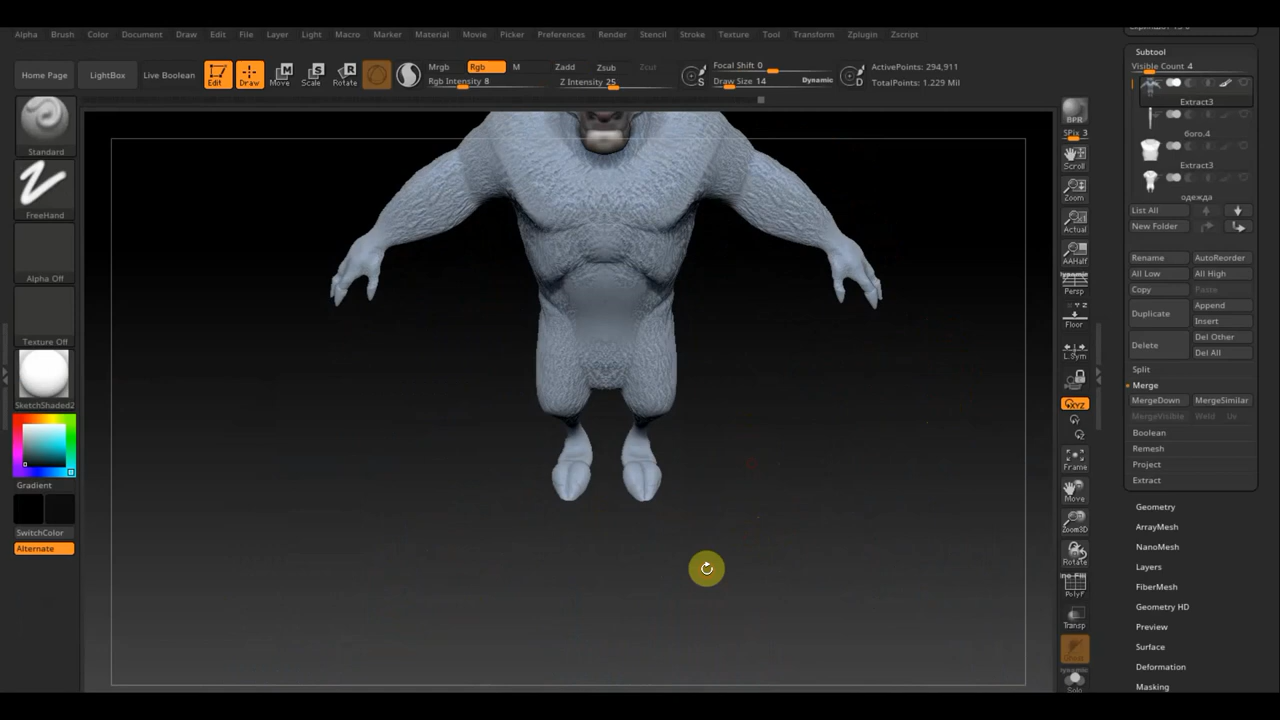 Alpha Brush Color Document Draw Edit File Layer Light Macro Marker Material Movie Picker Preferences Render Stencil Stroke Texture Tool Transform Zplugin Zscript
Home Page
LightBox
Live Boolean
Edit
Draw
Move
Scale
Rotate
Mrgb
Rgb
M
Rgb Intensity 8
Zadd
Zsub
Zcut
Z Intensity 25
S
Focal Shift 0
Draw Size 14
Dynamic
D
ActivePoints: 294,911
TotalPoints: 1.229 Mil
Standard
FreeHand
Alpha Off
Texture Off
SketchShaded2
Gradient
SwitchColor
Alternate
BPR
SPix 3
Scroll
Zoom
Actual
AAHalf
Dynamic
Persp
Floor
L.Sym
XYZ
Y
Z
Frame
Move
Zoom3D
Rotate
PolyF
Transp
Ghost
Dynamic
Solo
Subtool
Visible Count 4
Extract3
6oro.4
Extract3
одежда
List All
New Folder
Rename
AutoReorder
All Low
All High
Copy
Paste
Duplicate
Append
Insert
Delete
Del Other
Del All
Split
Merge
MergeDown
MergeSimilar
MergeVisible
Weld
Uv
Boolean
Remesh
Project
Extract
Geometry
ArrayMesh
NanoMesh
Layers
FiberMesh
Geometry HD
Preview
Surface
Deformation
Masking